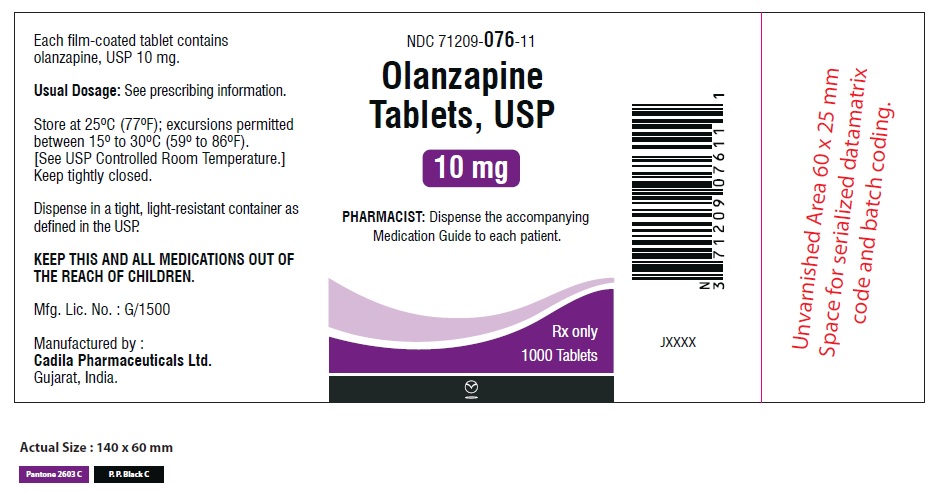 Each film-coated tablet contains
olanzapine, USP 10 mg.
Usual Dosage: See prescribing information.
Store at 25ºC (77ºF); excursions permitted
between 15º to 30ºC (59º to 86ºF).
[See USP Controlled Room Temperature.]
Keep tightly closed.
Dispense in a tight, light-resistant container as
defined in the USP.
KEEP THIS AND ALL MEDICATIONS OUT OF
THE REACH OF CHILDREN.
Mfg. Lic. No. : G/1500
Manufactured by :
Cadila Pharmaceuticals Ltd.
Gujarat, India.
NDC 71209-076-11
Olanzapine
Tablets, USP
10 mg
PHARMACIST: Dispense the accompanying
Medication Guide to each patient.
Rx only
1000 Tablets
N
3 71209 07611 1
JXXXX
Unvarnished Area 60 x 25 mm
Space for serialized datamatrix
code and batch coding.
Actual Size : 140 x 60 mm
Pantone 2603 C
P. P. Black C